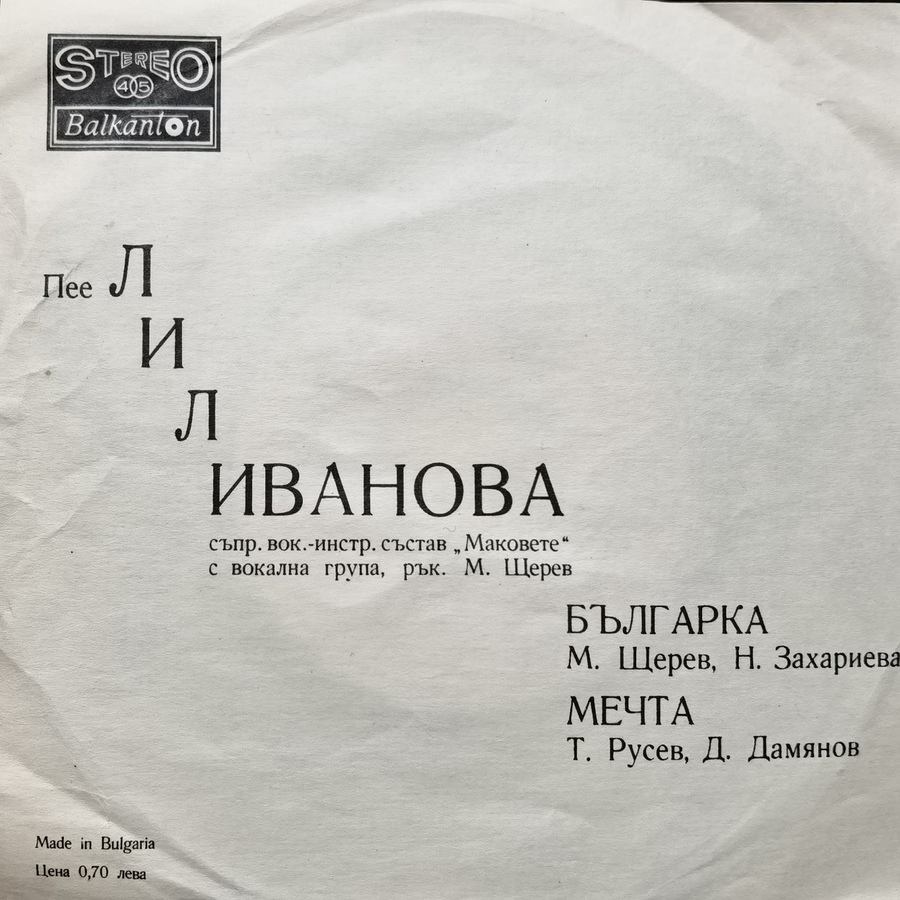 STEREO
45
Balkanton
Пее Л
И
Л
ИВАНОВА
съпр. вок.-инстр. състав „Маковете“
с вокална група, рък. М. Щерев
БЪЛГАРКА
М. Щерев, Н. Захариева
МЕЧТА
Т. Русев, Д. Дамянов
Made in Bulgaria
Цена 0,70 лева